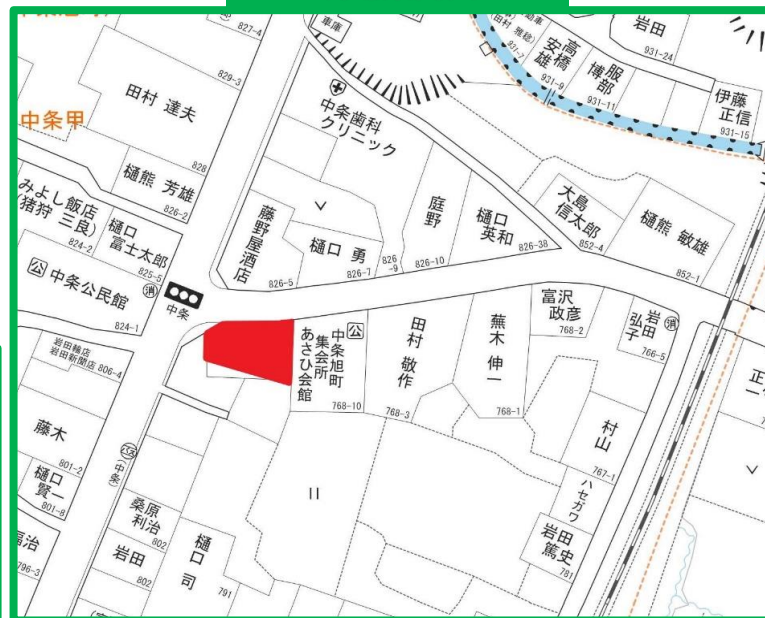 827-4
829-3
田村 達夫
中条甲
828
樋熊 芳雄
826-2
みよし飯店
(猪狩 三良)
824-2
樋口
富士太郎
825-5
公 中条公民館
消
824-1
中条
車庫
中条歯科
クリニック
藤野屋酒店
826-5
樋口 勇
826-7
826-9
庭野
826-10
樋口
英和
826-38
931-7
高橋
安雄
931-9
服部
博
931-11
岩田
931-24
伊藤
正信
931-15
大島
信太郎
852-4
樋熊 敏雄
852-1
岩田輪店
岩田新聞店 806-4
藤木
801-2
樋口
賢一
801-8
796-3
バス
(中条)
桑原
利治
802
岩田
802
樋口 司
791
公
中条旭町
集会所
あさひ会館
768-10
田村 敬作
768-3
蕪木 伸一
768-1
富沢
政彦
768-2
岩田
弘子
766-5
消
村山
767-1
ハセガワ
岩田
篤史
781